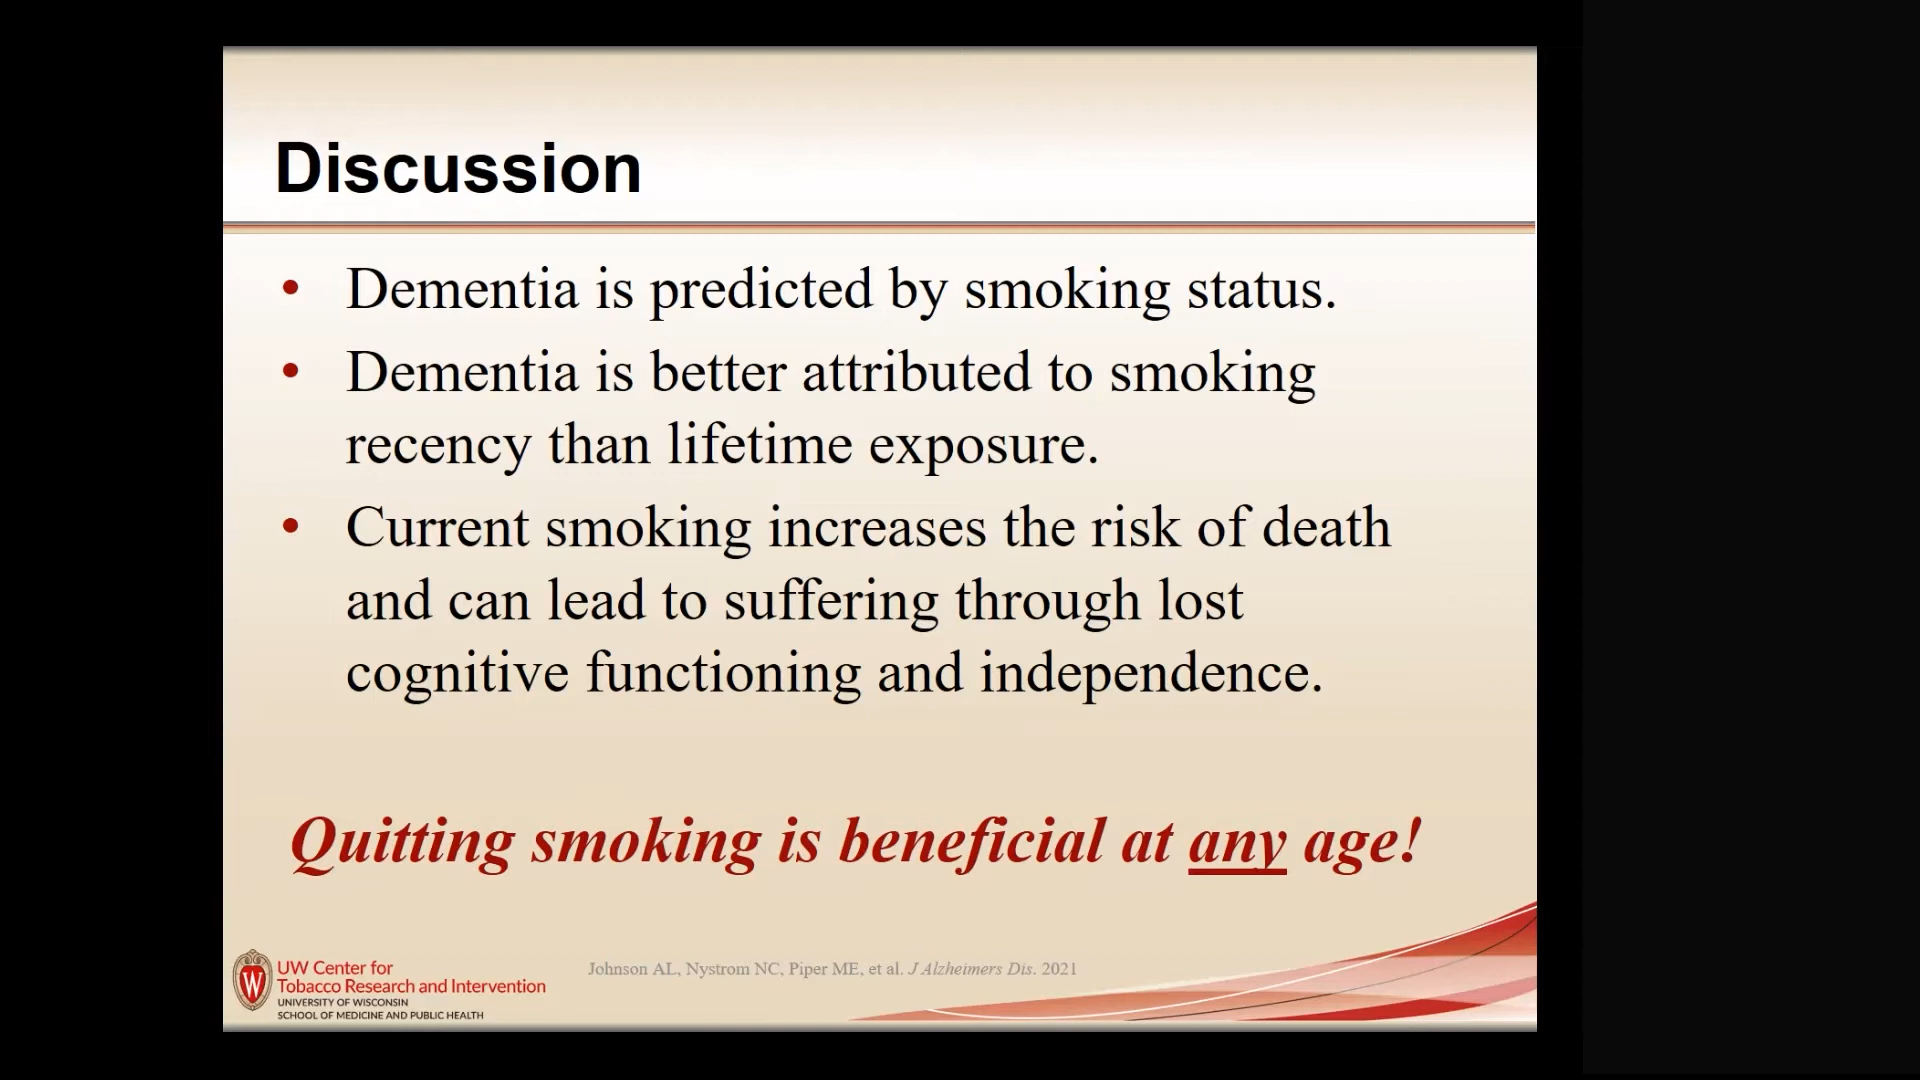 Discussion
• Dementia is predicted by smoking status.
• Dementia is better attributed to smoking
recency than lifetime exposure.
• Current smoking increases the risk of death
and can lead to suffering through lost
cognitive functioning and independence.
Quitting smoking is beneficial at any age!
W
UW Center for
Tobacco Research and Intervention
UNIVERSITY OF WISCONSIN
SCHOOL OF MEDICINE AND PUBLIC HEALTH
Johnson AL, Nystrom NC, Piper ME, et al. J Alzheimers Dis. 2021